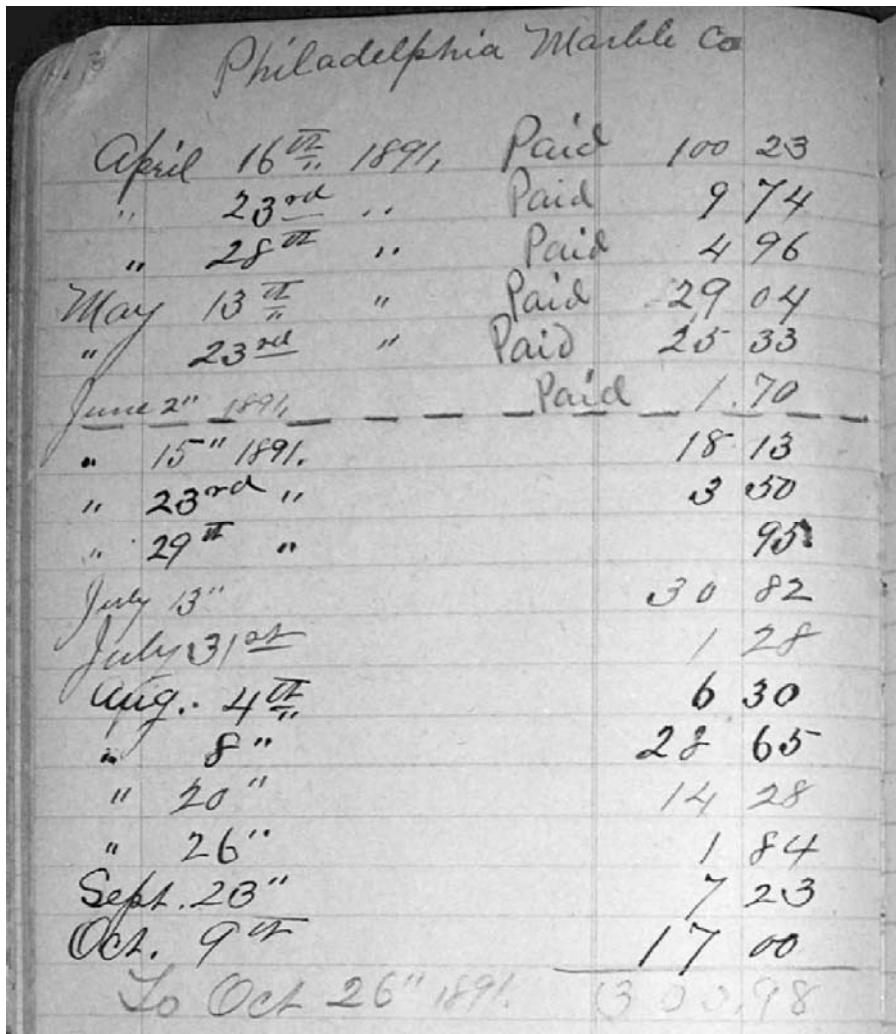 Philadelphia Marble Co
April 16th 1891, Paid 100 23
" 23rd " Paid 9 74
" 28th " Paid 4 96
May 13th " Paid 29 04
" 23rd " Paid 25 33
June 2" 1891, Paid 1.70
" 15" 1891. 18 13
" 23rd " 3 50
" 29th " 95
July 13" 30 82
July 31st 1 28
Aug. 4th 6 30
" 8" 28 65
" 20" 14 28
" 26" 1 84
Sept. 23" 7 23
Oct. 9th 17 00
To Oct 26" 1891. 300.98